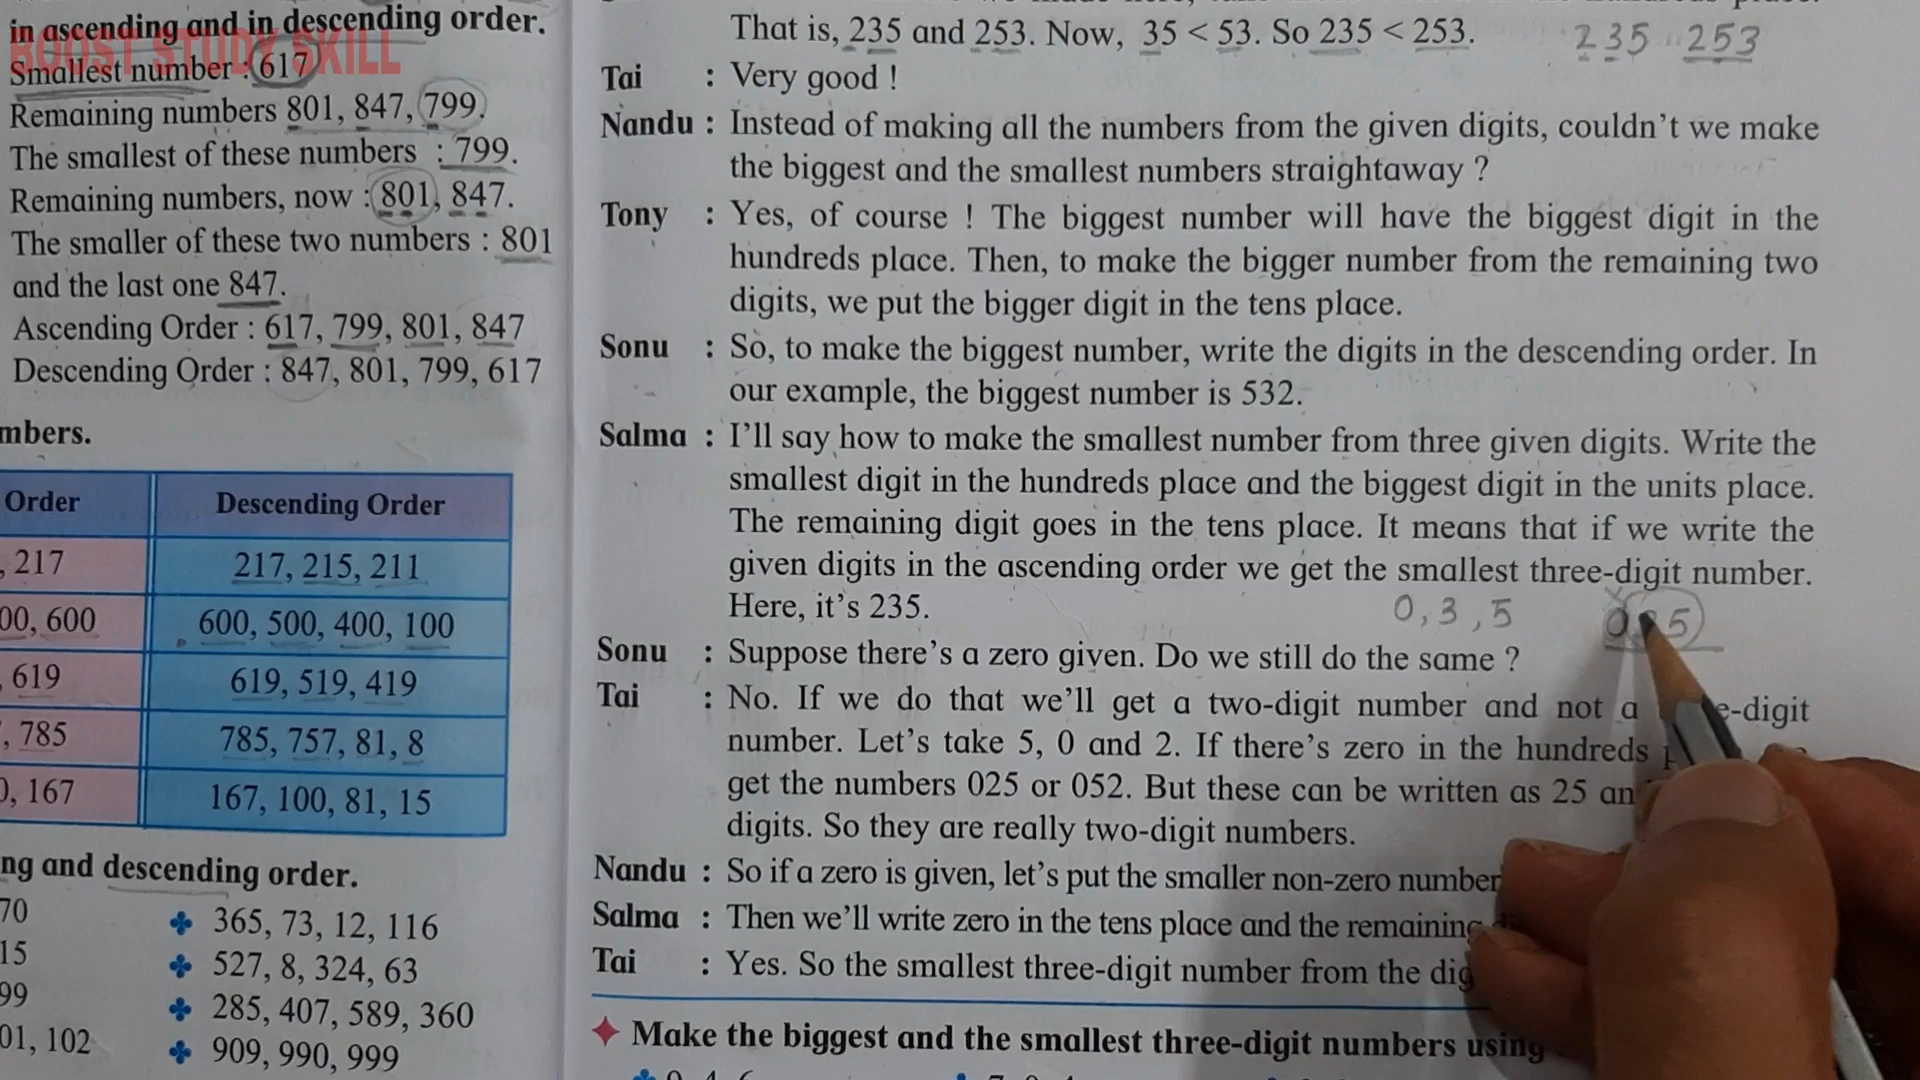 in ascending and in descending order.
BOOST STUDY SKILL
Smallest number : 617
Remaining numbers 801, 847, 799.
The smallest of these numbers : 799.
Remaining numbers, now : 801, 847.
The smaller of these two numbers : 801
and the last one 847.
Ascending Order : 617, 799, 801, 847
Descending Order : 847, 801, 799, 617
mbers.
Order Descending Order
, 217 217, 215, 211
00, 600 600, 500, 400, 100
, 619 619, 519, 419
, 785 785, 757, 81, 8
, 167 167, 100, 81, 15
ng and descending order.
70 365, 73, 12, 116
15 527, 8, 324, 63
99 285, 407, 589, 360
01, 102 909, 990, 999
That is, 235 and 253. Now, 35 < 53. So 235 < 253. 235 253
Tai : Very good !
Nandu : Instead of making all the numbers from the given digits, couldn't we make
the biggest and the smallest numbers straightaway ?
Tony : Yes, of course ! The biggest number will have the biggest digit in the
hundreds place. Then, to make the bigger number from the remaining two
digits, we put the bigger digit in the tens place.
Sonu : So, to make the biggest number, write the digits in the descending order. In
our example, the biggest number is 532.
Salma : I'll say how to make the smallest number from three given digits. Write the
smallest digit in the hundreds place and the biggest digit in the units place.
The remaining digit goes in the tens place. It means that if we write the
given digits in the ascending order we get the smallest three-digit number.
Here, it's 235. 0, 3, 5
Sonu : Suppose there's a zero given. Do we still do the same ?
Tai : No. If we do that we'll get a two-digit number and not a e-digit
number. Let's take 5, 0 and 2. If there's zero in the hundreds
get the numbers 025 or 052. But these can be written as 25 an
digits. So they are really two-digit numbers.
Nandu : So if a zero is given, let's put the smaller non-zero number
Salma : Then we'll write zero in the tens place and the remaining
Tai : Yes. So the smallest three-digit number from the dig
Make the biggest and the smallest three-digit numbers using